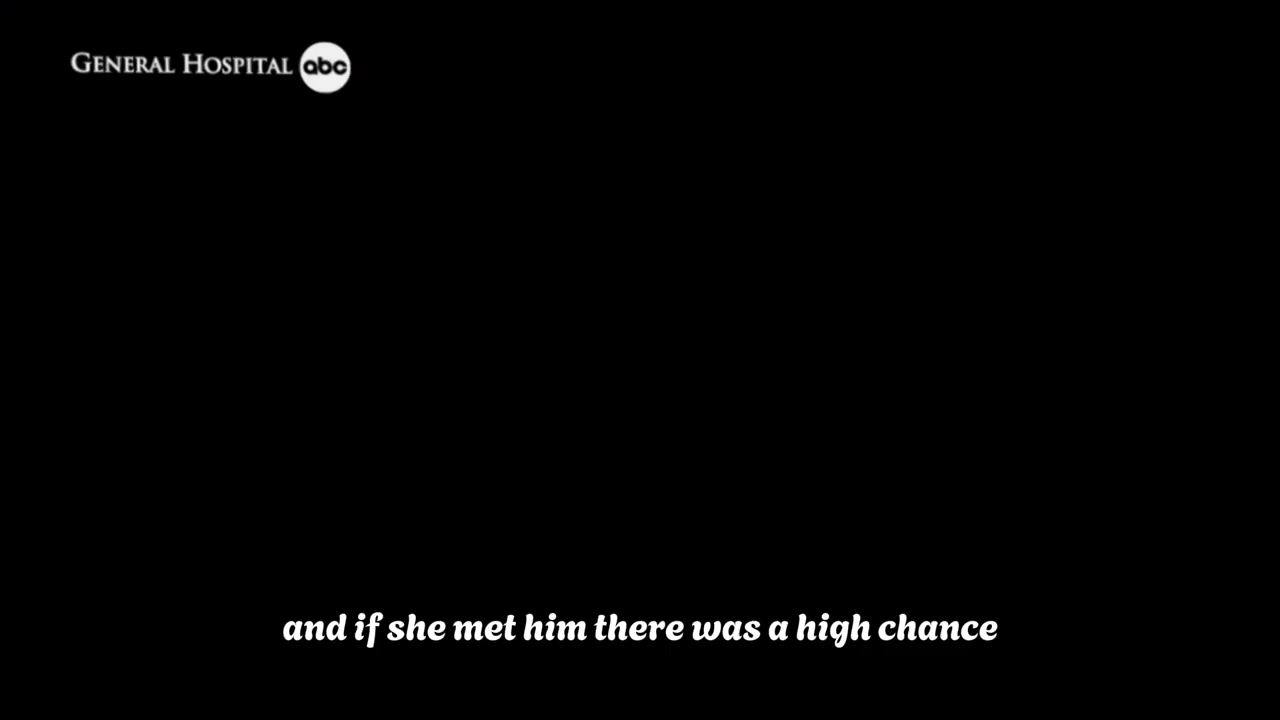 GENERAL HOSPITAL abc
and if she met him there was a high chance